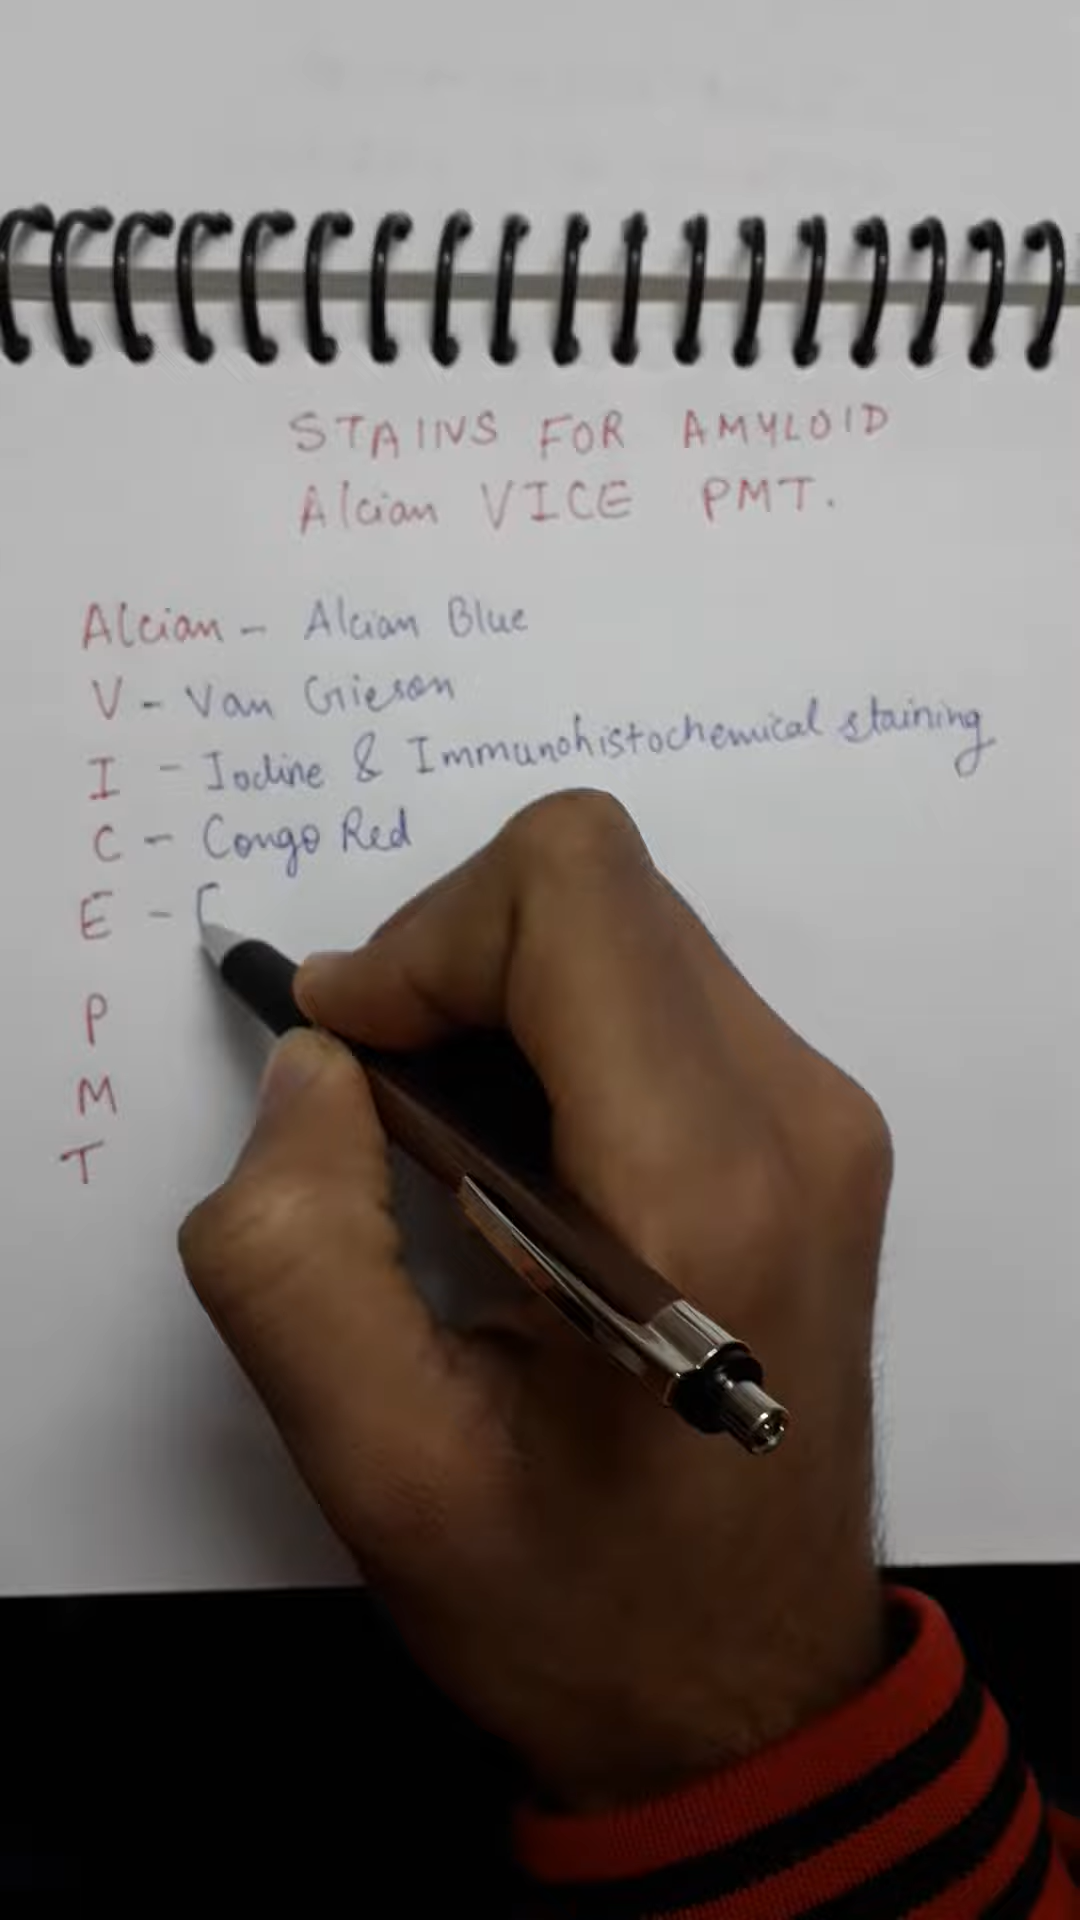 STAINS FOR AMYLOID
Alcian VICE PMT.
Alcian - Alcian Blue
V - Van Gieson
I - Iodine & Immunohistochemical staining
C - Congo Red
E -
P
M
T